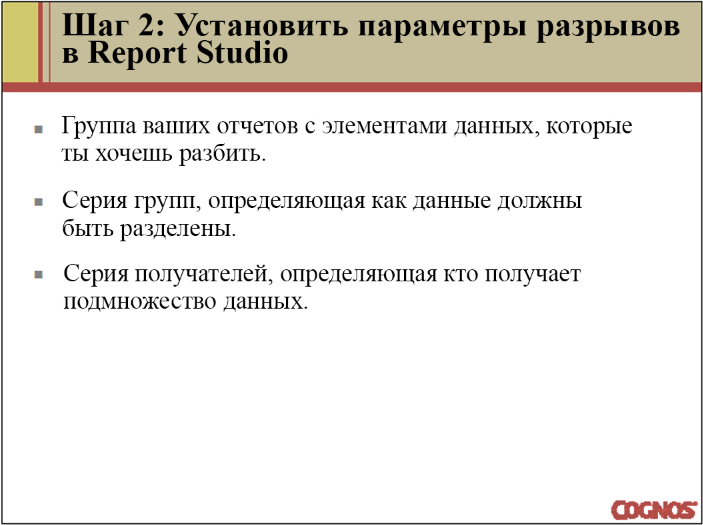 Шаг 2: Установить параметры разрывов
в Report Studio
Группа ваших отчетов с элементами данных, которые
ты хочешь разбить.
Серия групп, определяющая как данные должны
быть разделены.
Серия получателей, определяющая кто получает
подмножество данных.
COGNOS